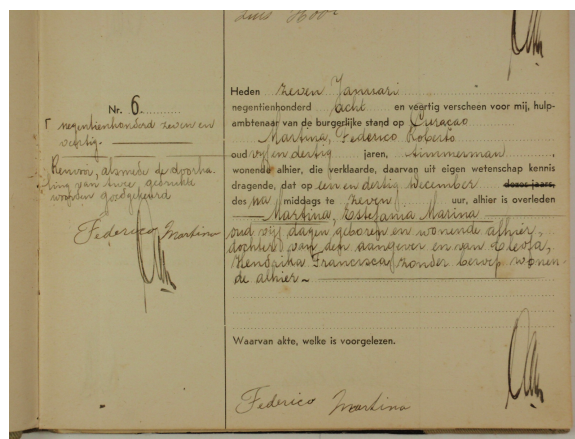 Nr. 6.
Γ negentienhonderd zeven en
veertig.
Renvooi, alsmede de doorha-
ling van twee gedrukte
woorden goedgekeurd
Federico Martina
Heden zeven Januari
negentienhonderd acht en veertig verscheen voor mij, hulp-
ambtenaar van de burgerlijke stand op Curaçao
Martina, Federico Roberto
oud vijf en dertig jaren, timmerman,
wonende alhier, die verklaarde, daarvan uit eigen wetenschap kennis
dragende, dat op een en dertig December dezes jaars,
des na middags te zeven uur, alhier is overleden
Martina, Estefania Marina
oud vijf dagen geboren en wonende alhier,
dochter van den aangever en van Cleofa,
Hendrika Francisca, zonder beroep wonen-
de alhier.
Waarvan akte, welke is voorgelezen.
Federico Martina